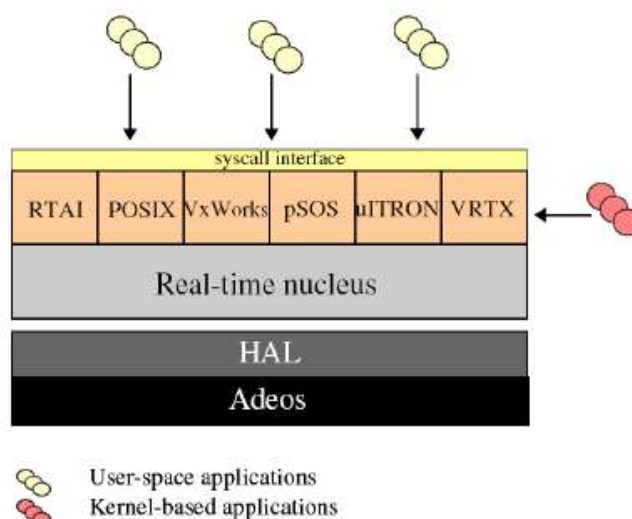 syscall interface
RTAI POSIX VxWorks pSOS uITRON VRTX
Real-time nucleus
HAL
Adeos
User-space applications
Kernel-based applications